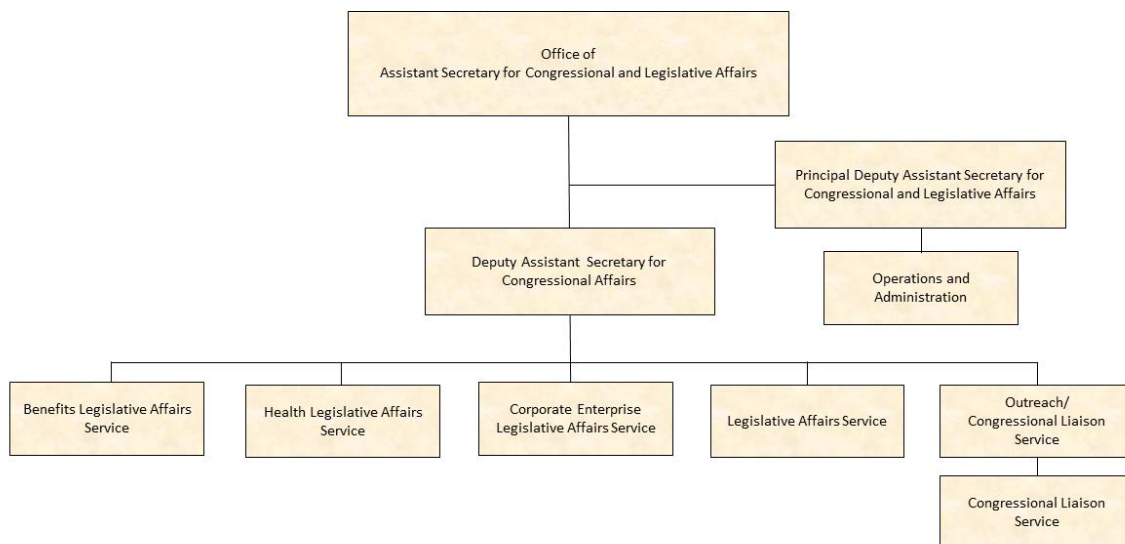 Office of
Assistant Secretary for Congressional and Legislative Affairs
Principal Deputy Assistant Secretary for
Congressional and Legislative Affairs
Deputy Assistant Secretary for
Congressional Affairs
Operations and
Administration
Benefits Legislative Affairs
Service
Health Legislative Affairs
Service
Corporate Enterprise
Legislative Affairs Service
Legislative Affairs Service
Outreach/
Congressional Liaison
Service
Congressional Liaison
Service